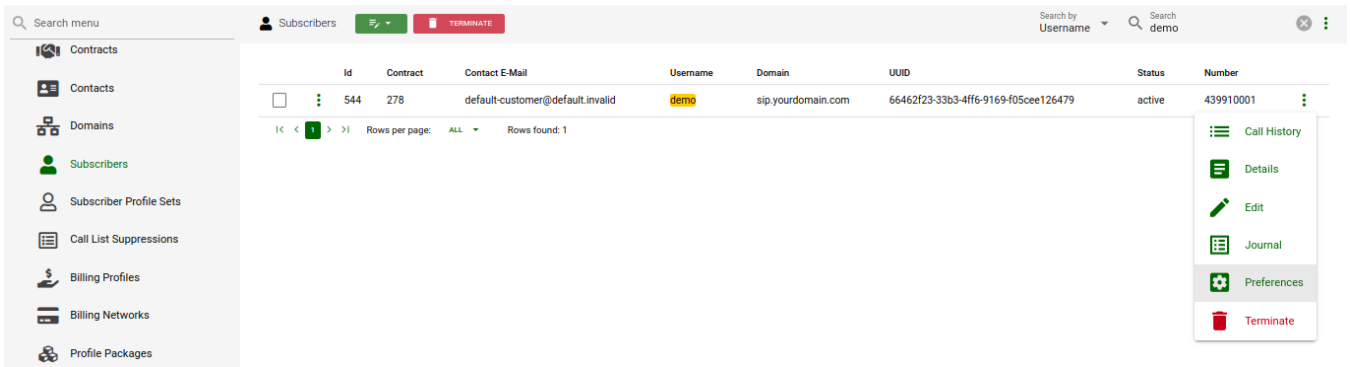 Search menu
Contracts
Contacts
Domains
Subscribers
Subscriber Profile Sets
Call List Suppressions
Billing Profiles
Billing Networks
Profile Packages
Subscribers
TERMINATE
Search by
Username
Search
demo
Id Contract Contact E-Mail Username Domain UUID Status Number
544 278 default-customer@default.invalid demo sip.yourdomain.com 66462f23-33b3-4ff6-9169-f05cee126479 active 439910001
1 Rows per page: ALL Rows found: 1
Call History
Details
Edit
Journal
Preferences
Terminate